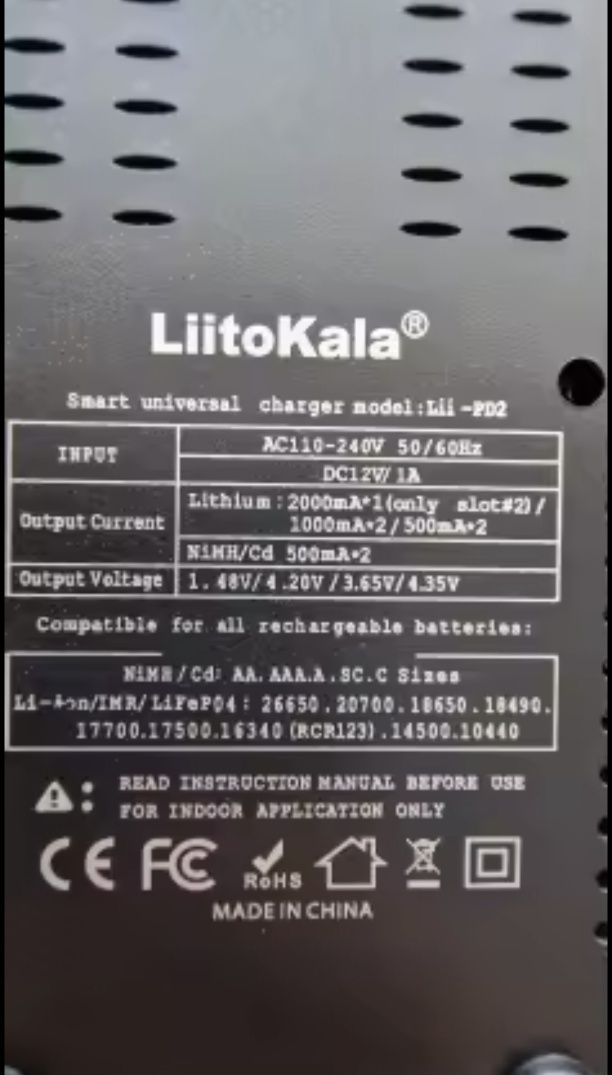 LiitoKala®
Smart universal charger model:Lii-PD2
INPUT
AC110-240V 50/60Hz
DC12V/1A
Output Current
Lithium:2000mA*1(only slot#2)/
1000mA*2/500mA*2
NiMH/Cd 500mA*2
Output Voltage
1.48V/4.20V/3.65V/4.35V
Compatible for all rechargeable batteries:
NiMH/Cd: AA.AAA.A.SC.C Sizes
Li-ion/IMR/LiFePO4: 26650.20700.18650.18490.
17700.17500.16340(RCR123).14500.10440
READ INSTRUCTION MANUAL BEFORE USE
FOR INDOOR APPLICATION ONLY
CE FC RoHS
MADE IN CHINA